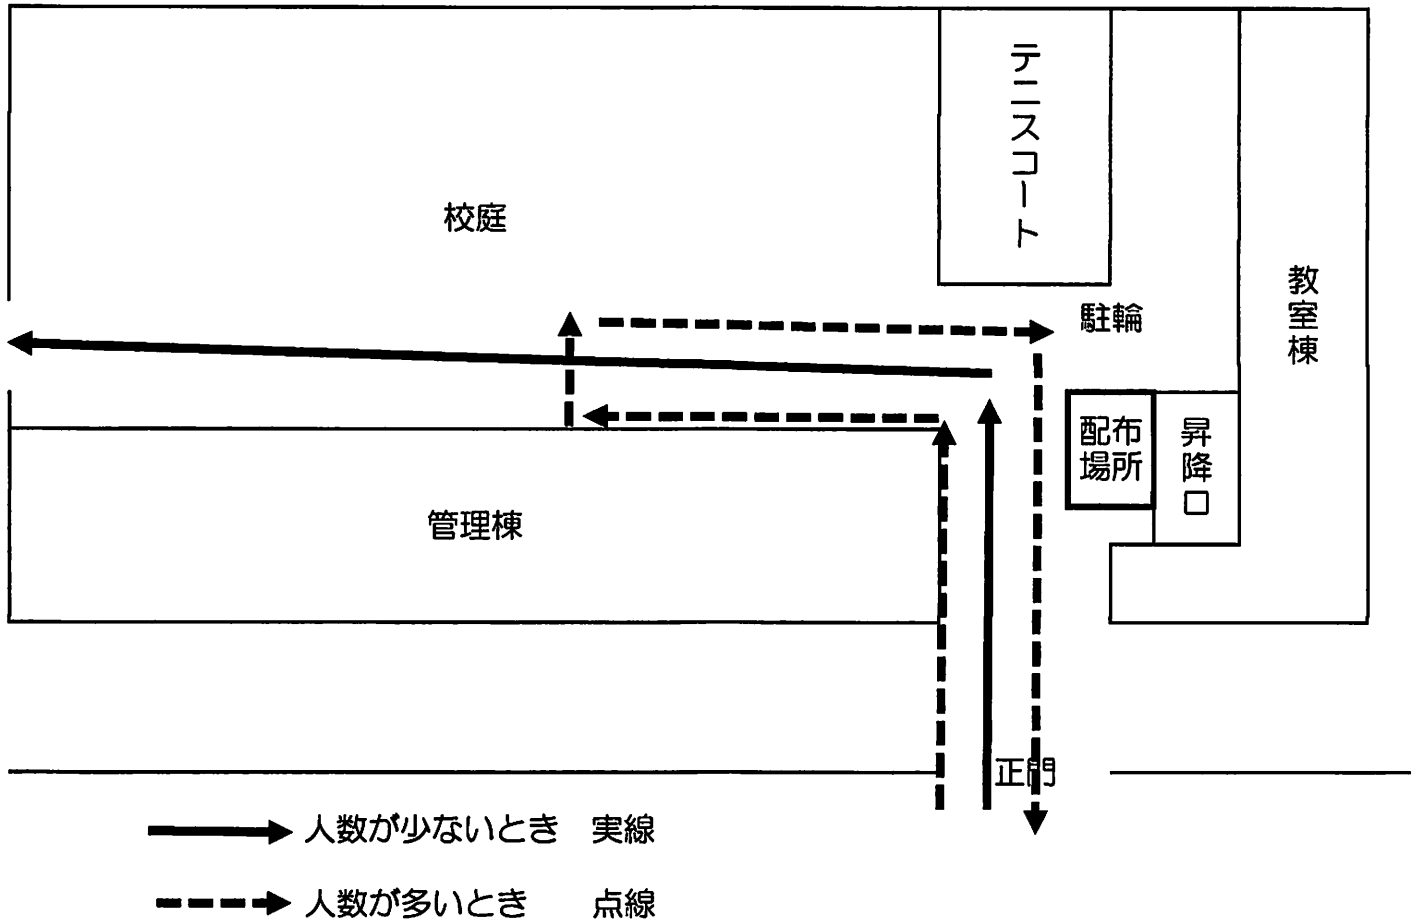 テニスコート
校庭
教室棟
駐輪
配布
場所
昇降口
管理棟
正門
人数が少ないとき 実線
人数が多いとき 点線